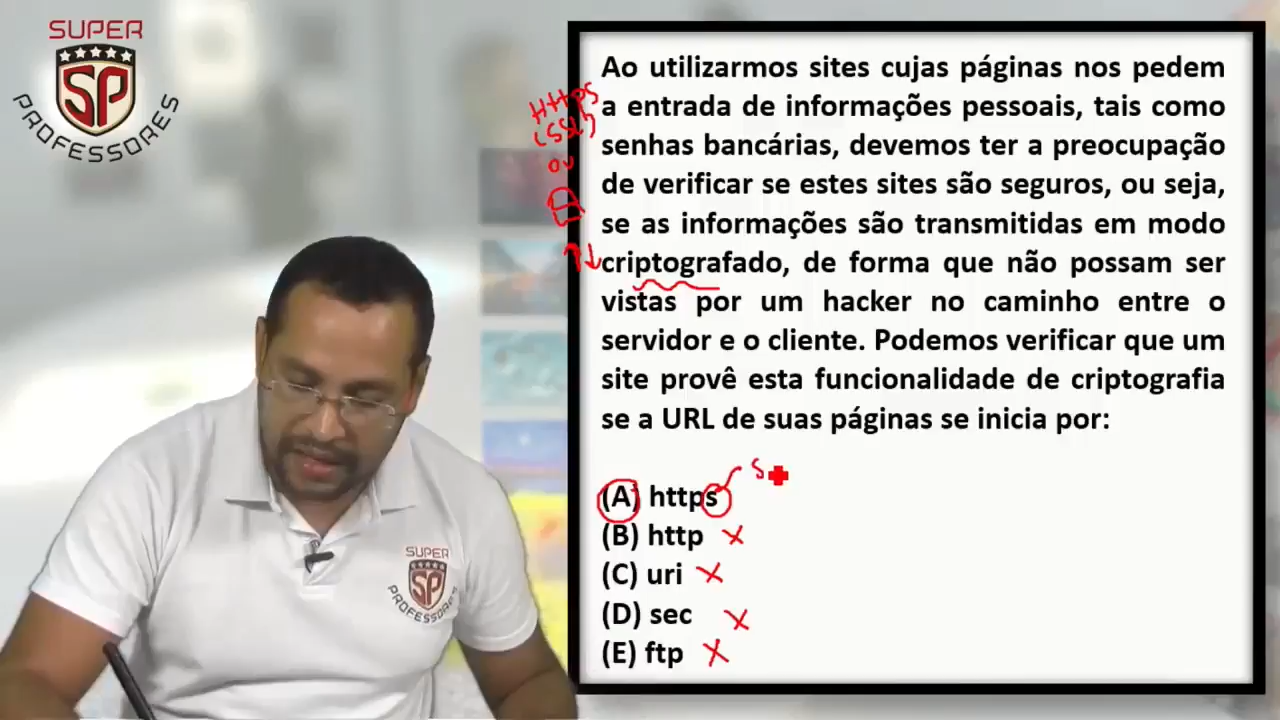 SUPER
SP
PROFESSORES
Https
(SSL)
ou
Ao utilizarmos sites cujas páginas nos pedem
a entrada de informações pessoais, tais como
senhas bancárias, devemos ter a preocupação
de verificar se estes sites são seguros, ou seja,
se as informações são transmitidas em modo
criptografado, de forma que não possam ser
vistas por um hacker no caminho entre o
servidor e o cliente. Podemos verificar que um
site provê esta funcionalidade de criptografia
se a URL de suas páginas se inicia por:
S
(A) https
(B) http
(C) uri
(D) sec
(E) ftp
SUPER
SP
PROFESSORES